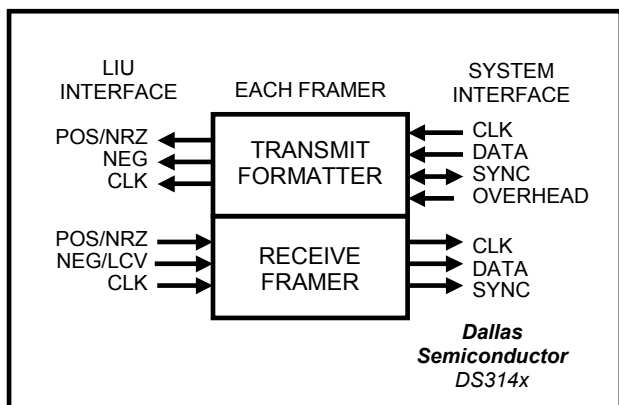 LIU
INTERFACE
EACH FRAMER
SYSTEM
INTERFACE
POS/NRZ
NEG
CLK
TRANSMIT
FORMATTER
CLK
DATA
SYNC
OVERHEAD
POS/NRZ
NEG/LCV
CLK
RECEIVE
FRAMER
CLK
DATA
SYNC
Dallas
Semiconductor
DS314x